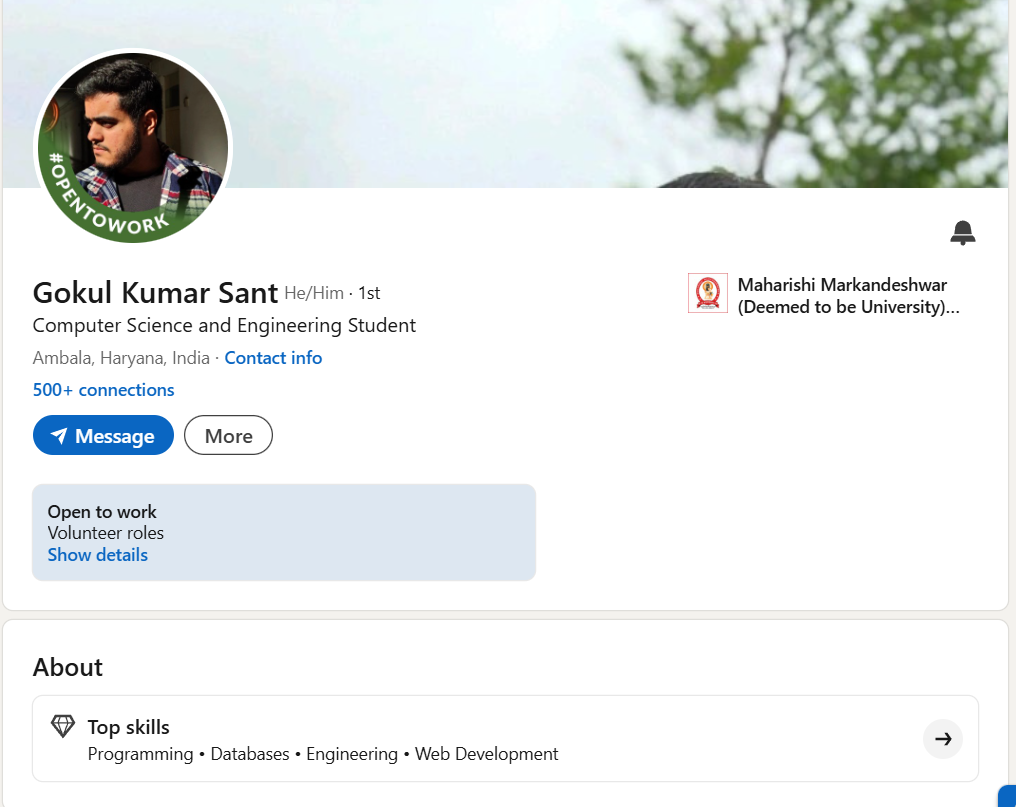 #OPENTOWORK
Gokul Kumar Sant He/Him · 1st
Computer Science and Engineering Student
Ambala, Haryana, India · Contact info
500+ connections
Message
More
Maharishi Markandeshwar
(Deemed to be University)...
Open to work
Volunteer roles
Show details
About
Top skills
Programming • Databases • Engineering • Web Development